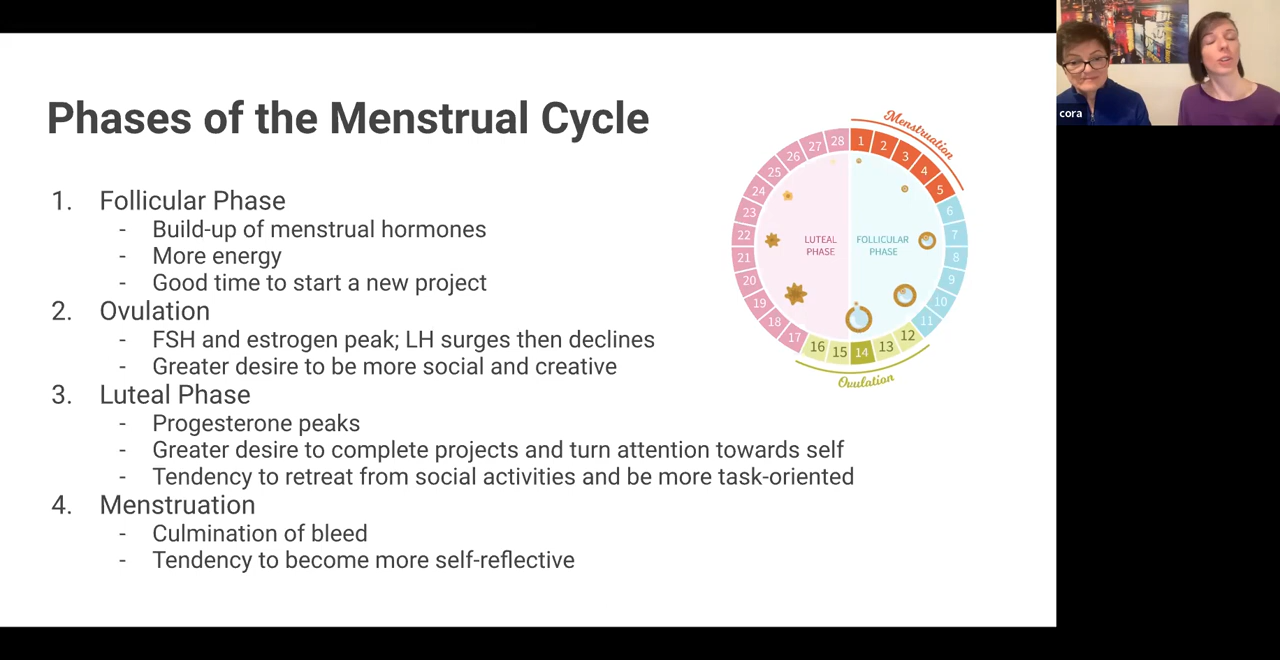 Phases of the Menstrual Cycle
1. Follicular Phase
- Build-up of menstrual hormones
- More energy
- Good time to start a new project
2. Ovulation
- FSH and estrogen peak; LH surges then declines
- Greater desire to be more social and creative
3. Luteal Phase
- Progesterone peaks
- Greater desire to complete projects and turn attention towards self
- Tendency to retreat from social activities and be more task-oriented
4. Menstruation
- Culmination of bleed
- Tendency to become more self-reflective
Menstruation
1
2
3
4
5
6
7
8
9
10
11
12
13
14
15
16
17
18
19
20
21
22
23
24
25
26
27
28
LUTEAL
PHASE
FOLLICULAR
PHASE
Ovulation
cora